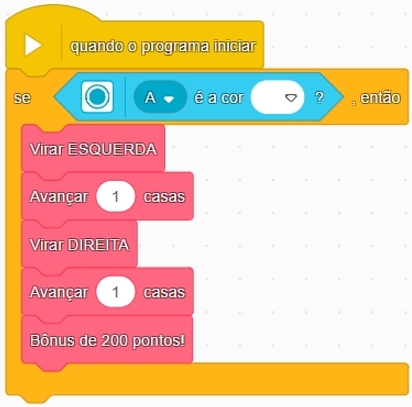 quando o programa iniciar
se A é a cor ? , então
Virar ESQUERDA
Avançar 1 casas
Virar DIREITA
Avançar 1 casas
Bônus de 200 pontos!